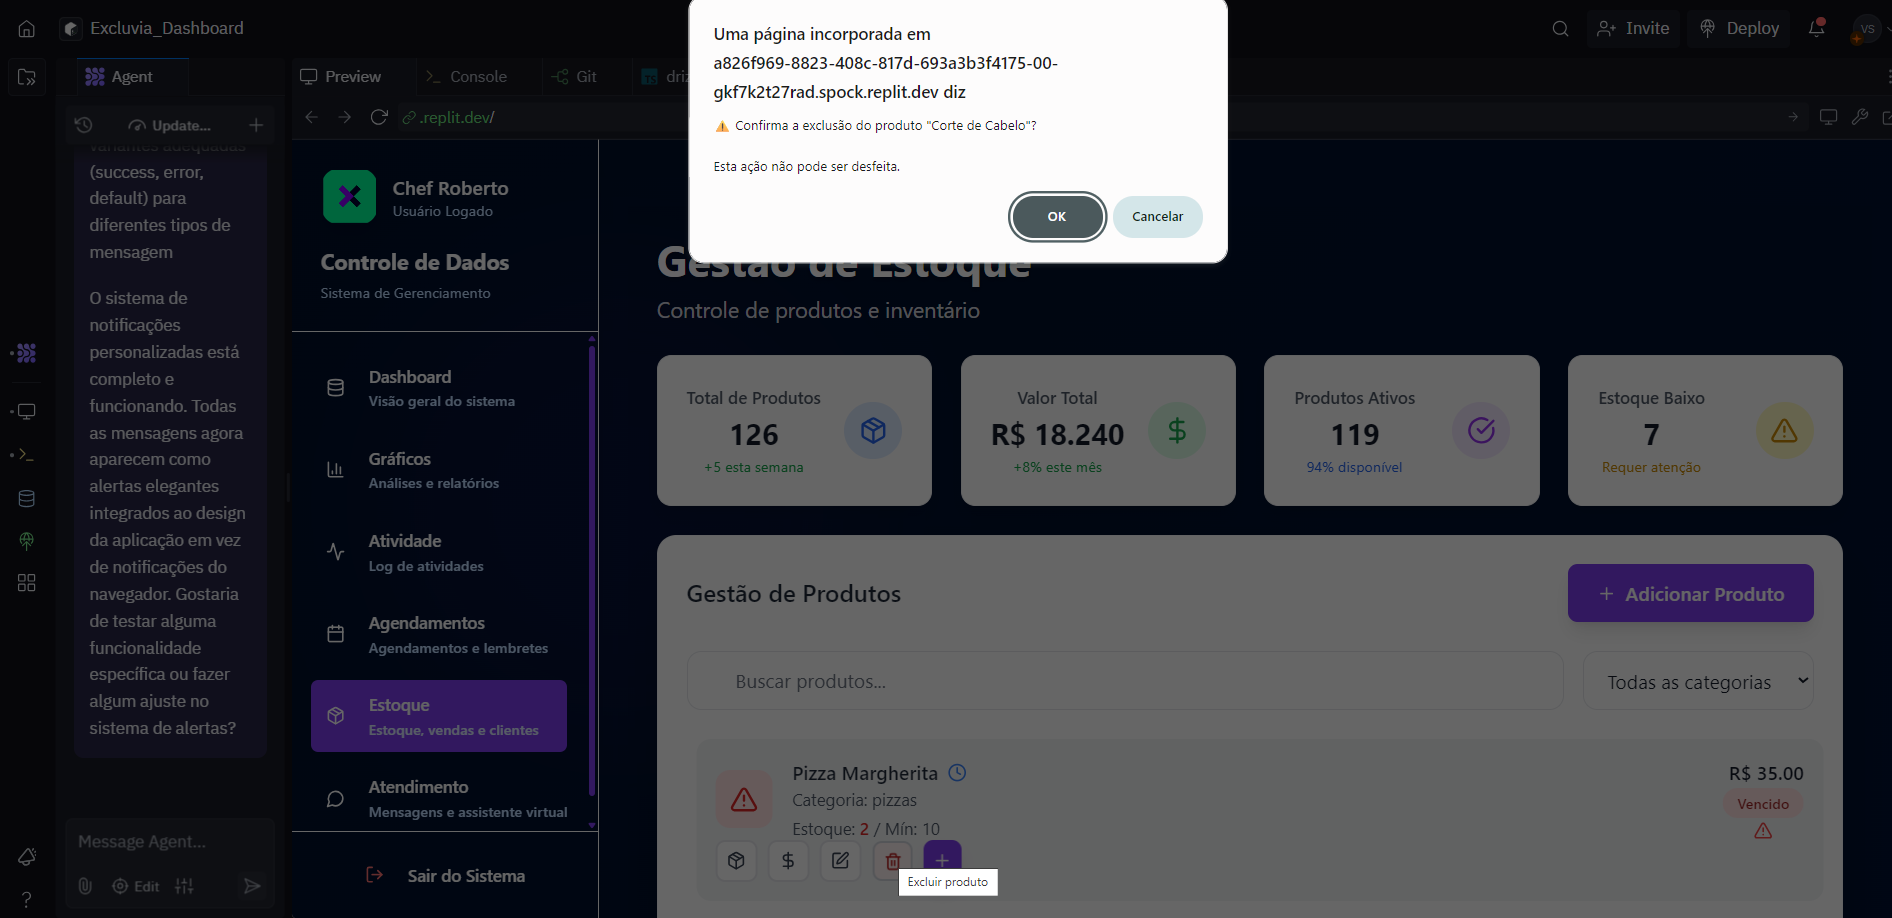 Excluvia_Dashboard
Invite
Deploy
VS
Agent
Preview
Console
Git
TS driz
Update...
.replit.dev/
variantes adequadas
(success, error,
default) para
diferentes tipos de
mensagem
O sistema de
notificações
personalizadas está
completo e
funcionando. Todas
as mensagens agora
aparecem como
alertas elegantes
integrados ao design
da aplicação em vez
de notificações do
navegador. Gostaria
de testar alguma
funcionalidade
específica ou fazer
algum ajuste no
sistema de alertas?
Message Agent...
Edit
Uma página incorporada em
a826f969-8823-408c-817d-693a3b3f4175-00-
gkf7k2t27rad.spock.replit.dev diz
Confirma a exclusão do produto "Corte de Cabelo"?
Esta ação não pode ser desfeita.
OK
Cancelar
Chef Roberto
Usuário Logado
Controle de Dados
Sistema de Gerenciamento
Dashboard
Visão geral do sistema
Gráficos
Análises e relatórios
Atividade
Log de atividades
Agendamentos
Agendamentos e lembretes
Estoque
Estoque, vendas e clientes
Atendimento
Mensagens e assistente virtual
Sair do Sistema
Gestão de Estoque
Controle de produtos e inventário
Total de Produtos
126
+5 esta semana
Valor Total
R$ 18.240
+8% este mês
Produtos Ativos
119
94% disponível
Estoque Baixo
7
Requer atenção
Gestão de Produtos
+ Adicionar Produto
Buscar produtos...
Todas as categorias
Pizza Margherita
Categoria: pizzas
Estoque: 2 / Mín: 10
R$ 35.00
Vencido
Excluir produto